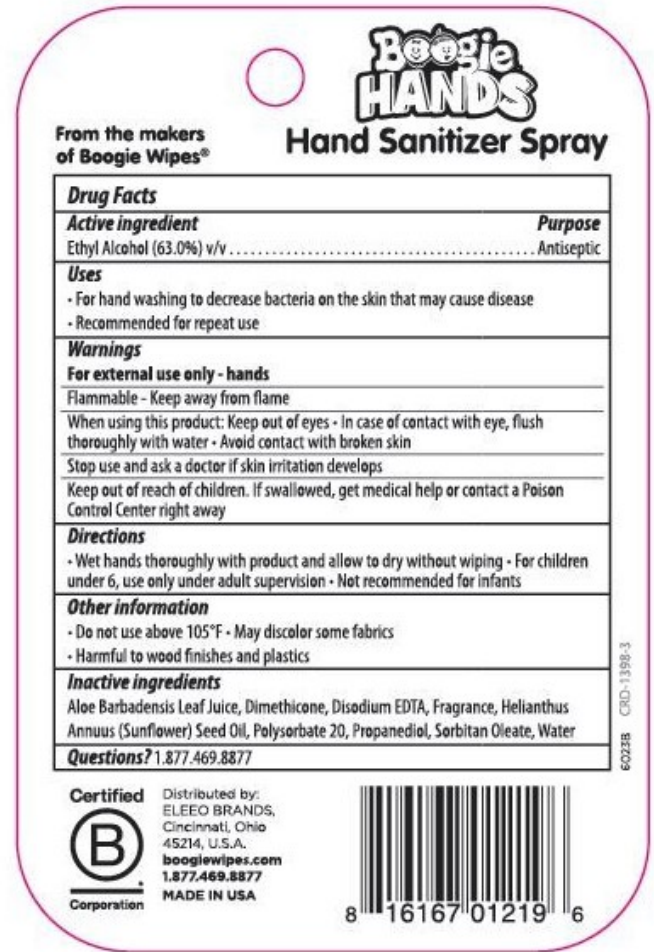 Boogie
HANDS
Hand Sanitizer Spray
From the makers
of Boogie Wipes®
Drug Facts
Active ingredient Purpose
Ethyl Alcohol (63.0%) v/v........................................Antiseptic
Uses
• For hand washing to decrease bacteria on the skin that may cause disease
• Recommended for repeat use
Warnings
For external use only - hands
Flammable - Keep away from flame
When using this product: Keep out of eyes • In case of contact with eye, flush
thoroughly with water • Avoid contact with broken skin
Stop use and ask a doctor if skin irritation develops
Keep out of reach of children. If swallowed, get medical help or contact a Poison
Control Center right away
Directions
• Wet hands thoroughly with product and allow to dry without wiping • For children
under 6, use only under adult supervision • Not recommended for infants
Other information
• Do not use above 105°F • May discolor some fabrics
• Harmful to wood finishes and plastics
Inactive ingredients
Aloe Barbadensis Leaf Juice, Dimethicone, Disodium EDTA, Fragrance, Helianthus
Annuus (Sunflower) Seed Oil, Polysorbate 20, Propanediol, Sorbitan Oleate, Water
Questions? 1.877.469.8877
6023B CRD-1398-3
Certified
B
Corporation
Distributed by:
ELEEO BRANDS,
Cincinnati, Ohio
45214, U.S.A.
boogiewipes.com
1.877.469.8877
MADE IN USA
8 16167 01219 6